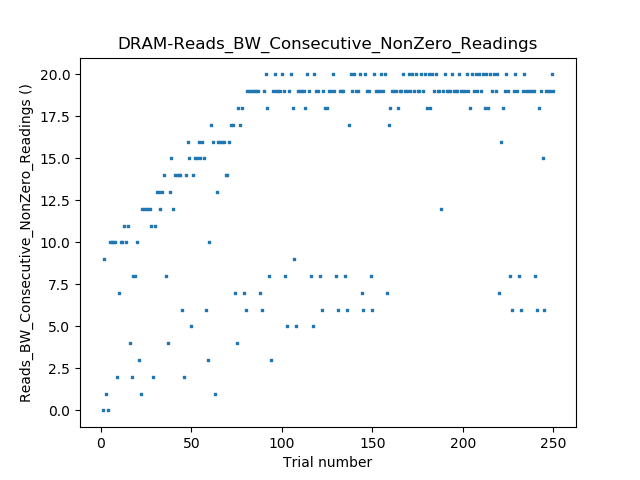 DRAM-Reads_BW_Consecutive_NonZero_Readings
Reads_BW_Consecutive_NonZero_Readings ()
20.0
17.5
15.0
12.5
10.0
7.5
5.0
2.5
0.0
0 50 100 150 200 250
Trial number